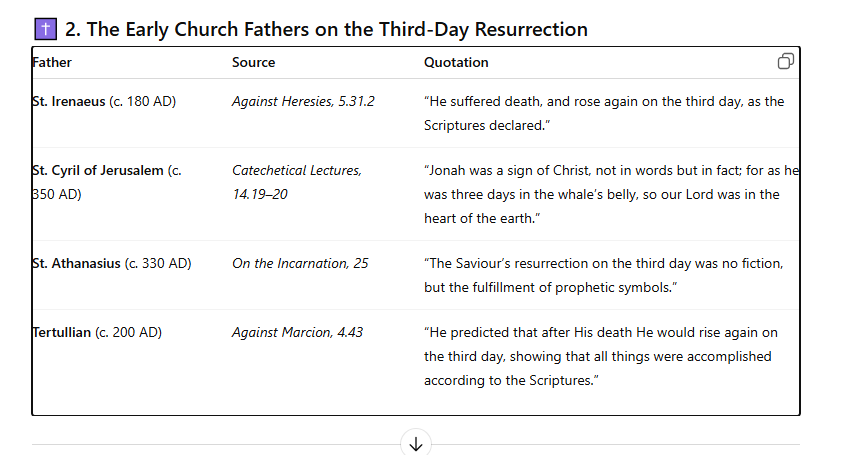 ✝ 2. The Early Church Fathers on the Third-Day Resurrection
Father Source Quotation
St. Irenaeus (c. 180 AD) Against Heresies, 5.31.2 “He suffered death, and rose again on the third day, as the
Scriptures declared.”
St. Cyril of Jerusalem (c. Catechetical Lectures, “Jonah was a sign of Christ, not in words but in fact; for as he
350 AD) 14.19–20 was three days in the whale’s belly, so our Lord was in the
heart of the earth.”
St. Athanasius (c. 330 AD) On the Incarnation, 25 “The Saviour’s resurrection on the third day was no fiction,
but the fulfillment of prophetic symbols.”
Tertullian (c. 200 AD) Against Marcion, 4.43 “He predicted that after His death He would rise again on
the third day, showing that all things were accomplished
according to the Scriptures.”